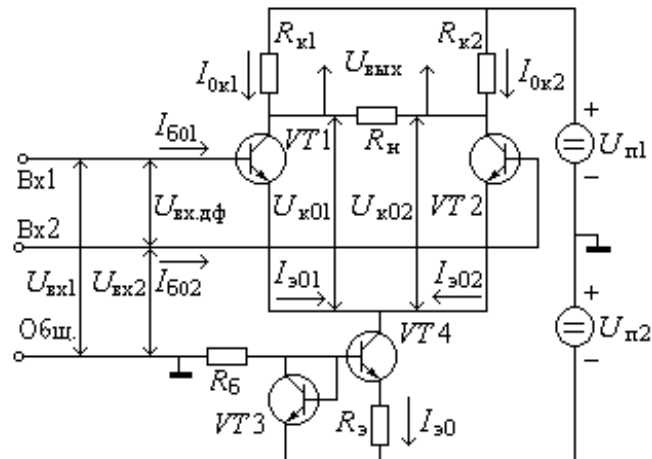 Rк1
Rк2
Uвых
I0к1
I0к2
+
Iб01
VT1
Rн
Uп1
Вх1
−
Uвх.дф
Uк01
Uк02
VT2
Вх2
Uвх1
Uвх2
Iб02
Iэ01
Iэ02
+
Общ.
VT4
Uп2
−
Rб
VT3
Rэ
Iэ0